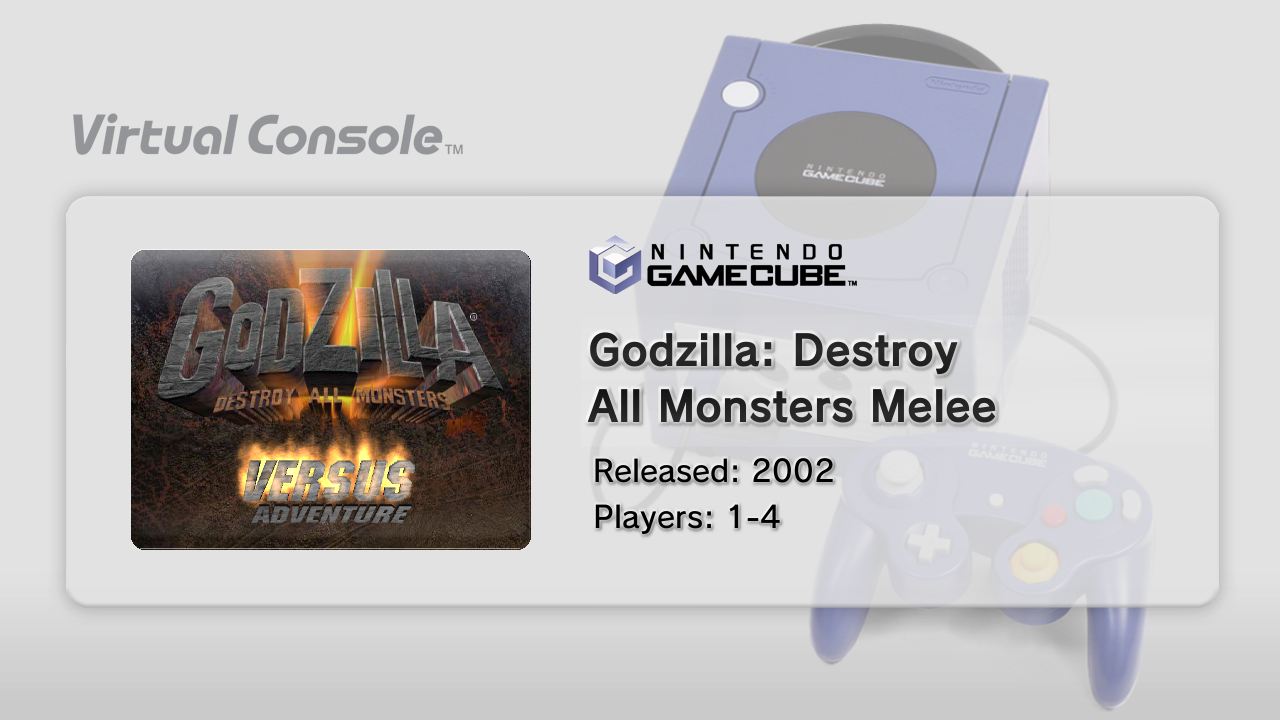 Nintendo
NINTENDO
GAMECUBE
Virtual Console™
NINTENDO
GAMECUBE™
GODZILLA®
DESTROY ALL MONSTERS
VERSUS
ADVENTURE
Godzilla: Destroy
All Monsters Melee
Released: 2002
Players: 1-4
NINTENDO
GAMECUBE